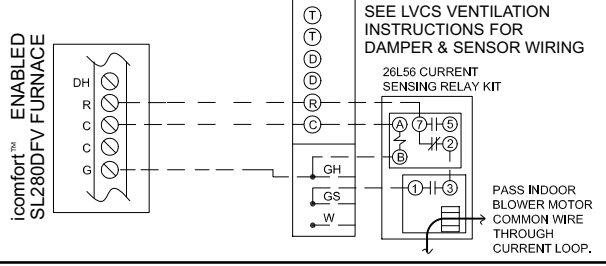 icomfort™ ENABLED
SL280DFV FURNACE
DH
R
C
C
G
T
T
D
D
R
C
GH
GS
W
SEE LVCS VENTILATION
INSTRUCTIONS FOR
DAMPER & SENSOR WIRING
26L56 CURRENT
SENSING RELAY KIT
A
7
5
2
B
1
3
PASS INDOOR
BLOWER MOTOR
COMMON WIRE
THROUGH
CURRENT LOOP.